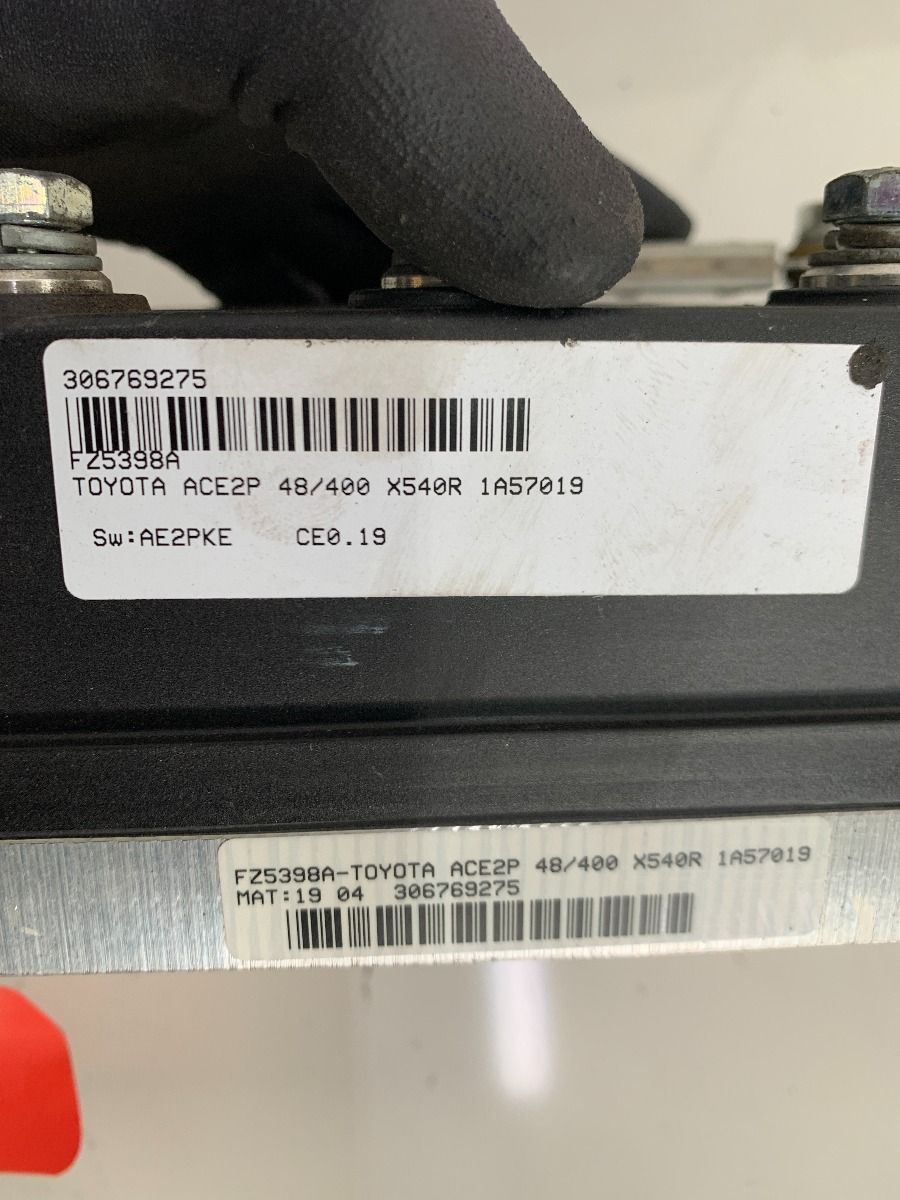 306769275
FZ5398A
TOYOTA ACE2P 48/400 X540R 1A57019
Sw:AE2PKE CE0.19
FZ5398A-TOYOTA ACE2P 48/400 X540R 1A57019
MAT:19 04 306769275